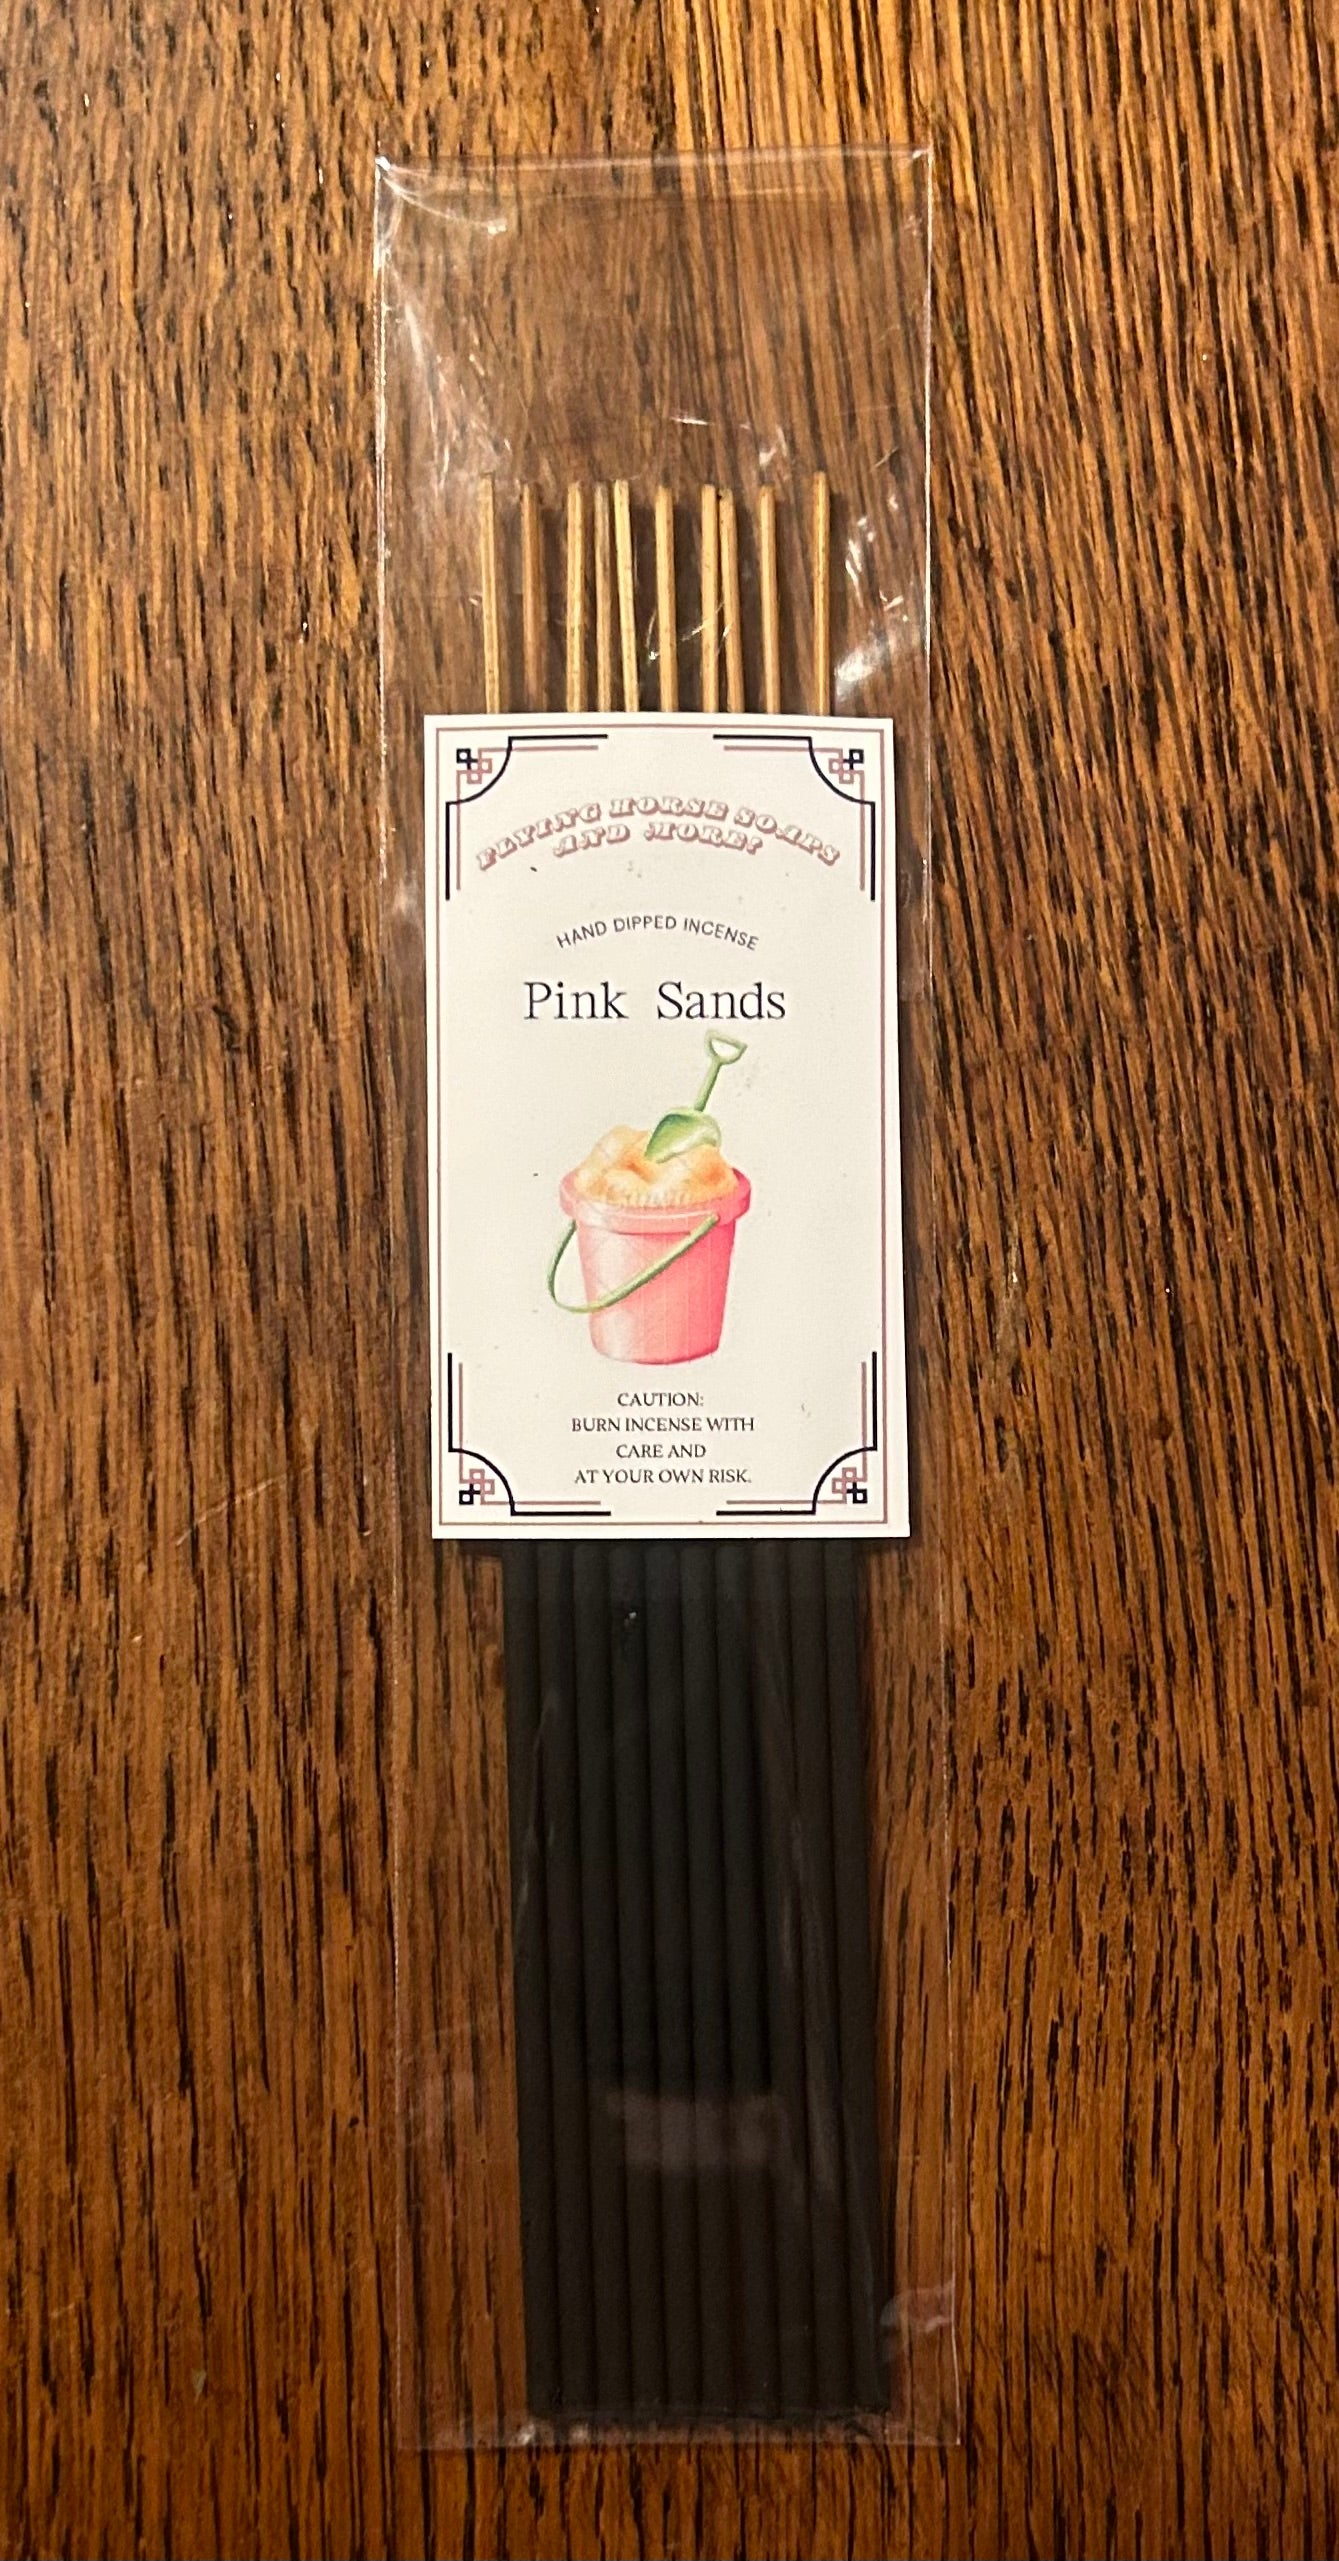 FLYING HORSE SOAPS
AND MORE!
HAND DIPPED INCENSE
Pink Sands
CAUTION:
BURN INCENSE WITH
CARE AND
AT YOUR OWN RISK.